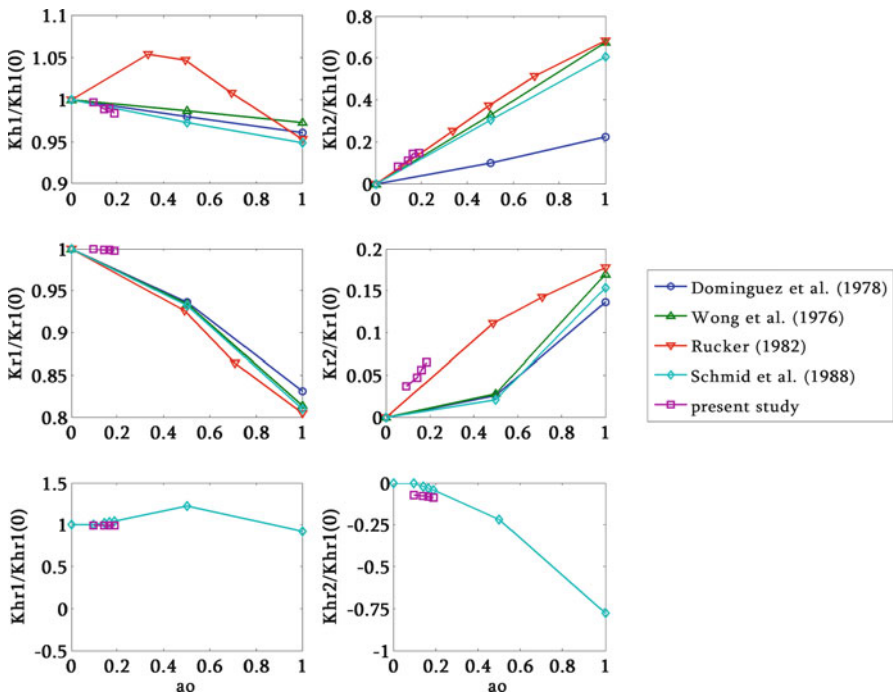 Kh1/Kh1(0)
1.1
1.05
1
0.95
0.9
0 0.2 0.4 0.6 0.8 1
Kh2/Kh1(0)
0.8
0.6
0.4
0.2
0
0 0.2 0.4 0.6 0.8 1
Kr1/Kr1(0)
1
0.95
0.9
0.85
0.8
0 0.2 0.4 0.6 0.8 1
Kr2/Kr1(0)
0.2
0.15
0.1
0.05
0
0 0.2 0.4 0.6 0.8 1
Dominguez et al. (1978)
Wong et al. (1976)
Rucker (1982)
Schmid et al. (1988)
present study
Khr1/Khr1(0)
1.5
1
0.5
0
-0.5
0 0.2 0.4 0.6 0.8 1
ao
Khr2/Khr1(0)
0
-0.25
-0.5
-0.75
-1
0 0.2 0.4 0.6 0.8 1
ao